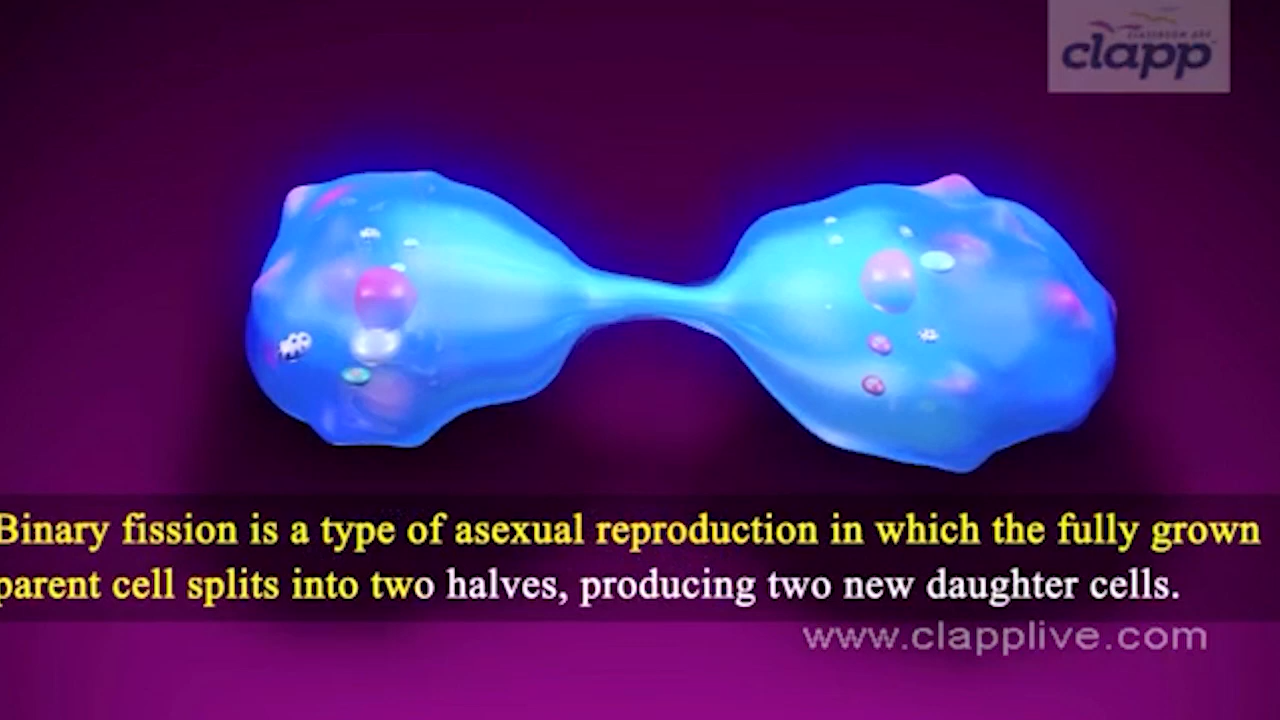 clapp
Binary fission is a type of asexual reproduction in which the fully grown
parent cell splits into two halves, producing two new daughter cells.
www.clapplive.com